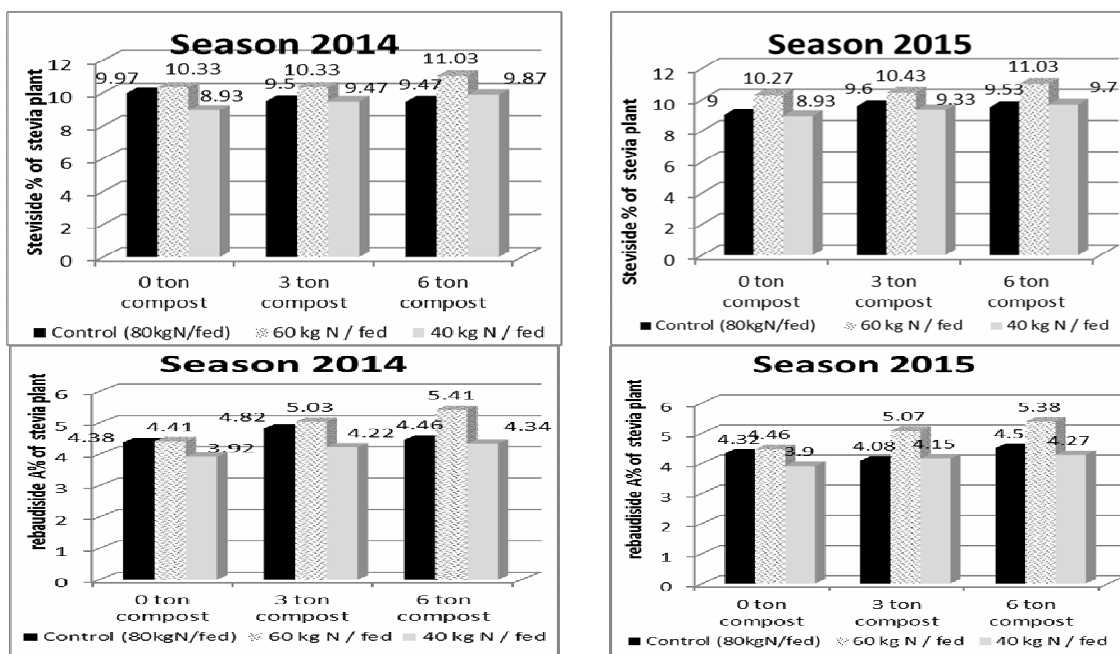 Season 2014
Steviside % of stevia plant
12
10
8
6
4
2
0
9.97
10.33
8.93
9.5
10.33
9.47
9.47
11.03
9.87
0 ton
compost
3 ton
compost
6 ton
compost
Control (80kgN/fed)
60 kg N / fed
40 kg N / fed
Season 2015
Steviside % of stevia plant
12
10
8
6
4
2
0
9
10.27
8.93
9.6
10.43
9.33
9.53
11.03
9.7
0 ton
compost
3 ton
compost
6 ton
compost
Control (80kgN/fed)
60 kg N / fed
40 kg N / fed
Season 2014
rebaudiside A% of stevia plant
6
5
4
3
2
1
0
4.38
4.41
3.92
4.82
5.03
4.22
4.46
5.41
4.34
0 ton
compost
3 ton
compost
6 ton
compost
Control (80kgN/fed)
60 kg N / fed
40 kg N / fed
Season 2015
rebaudiside A% of stevia plant
6
5
4
3
2
1
0
4.32
4.46
3.9
4.08
5.07
4.15
4.5
5.38
4.27
0 ton
compost
3 ton
compost
6 ton
compost
Control (80kgN/fed)
60 kg N / fed
40 kg N / fed